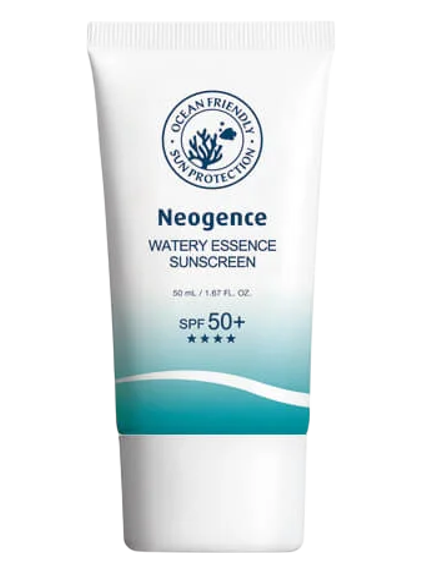 OCEAN FRIENDLY
SUN PROTECTION
Neogence
WATERY ESSENCE
SUNSCREEN
50 mL / 1.67 FL. OZ.
SPF 50+
★★★★